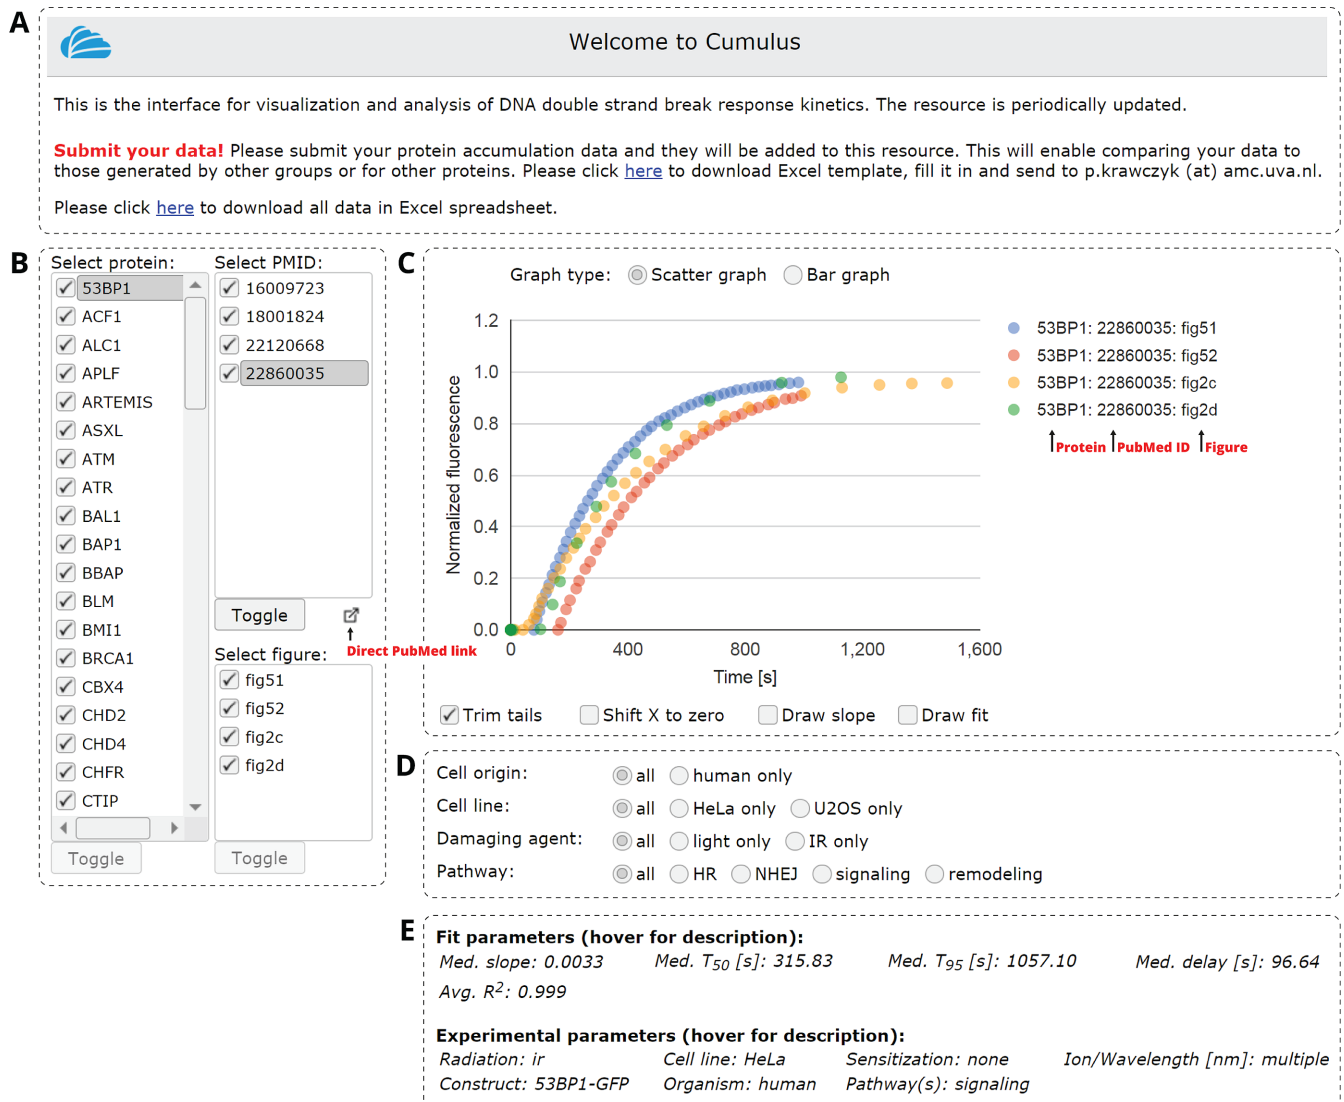 A
Welcome to Cumulus
This is the interface for visualization and analysis of DNA double strand break response kinetics. The resource is periodically updated.
Submit your data! Please submit your protein accumulation data and they will be added to this resource. This will enable comparing your data to
those generated by other groups or for other proteins. Please click here to download Excel template, fill it in and send to p.krawczyk (at) amc.uva.nl.
Please click here to download all data in Excel spreadsheet.
B
Select protein:
53BP1
ACF1
ALC1
APLF
ARTEMIS
ASXL
ATM
ATR
BAL1
BAP1
BBAP
BLM
BMI1
BRCA1
CBX4
CHD2
CHD4
CHFR
CTIP
Toggle
Select PMID:
16009723
18001824
22120668
22860035
Toggle
Direct PubMed link
Select figure:
fig51
fig52
fig2c
fig2d
Toggle
C
Graph type: Scatter graph Bar graph
Normalized fluorescence
1.2
1.0
0.8
0.6
0.4
0.2
0.0
0 400 800 1,200 1,600
Time [s]
53BP1: 22860035: fig51
53BP1: 22860035: fig52
53BP1: 22860035: fig2c
53BP1: 22860035: fig2d
Protein PubMed ID Figure
Trim tails Shift X to zero Draw slope Draw fit
D
Cell origin: all human only
Cell line: all HeLa only U2OS only
Damaging agent: all light only IR only
Pathway: all HR NHEJ signaling remodeling
E
Fit parameters (hover for description):
Med. slope: 0.0033 Med. T50 [s]: 315.83 Med. T95 [s]: 1057.10 Med. delay [s]: 96.64
Avg. R2: 0.999
Experimental parameters (hover for description):
Radiation: ir Cell line: HeLa Sensitization: none Ion/Wavelength [nm]: multiple
Construct: 53BP1-GFP Organism: human Pathway(s): signaling